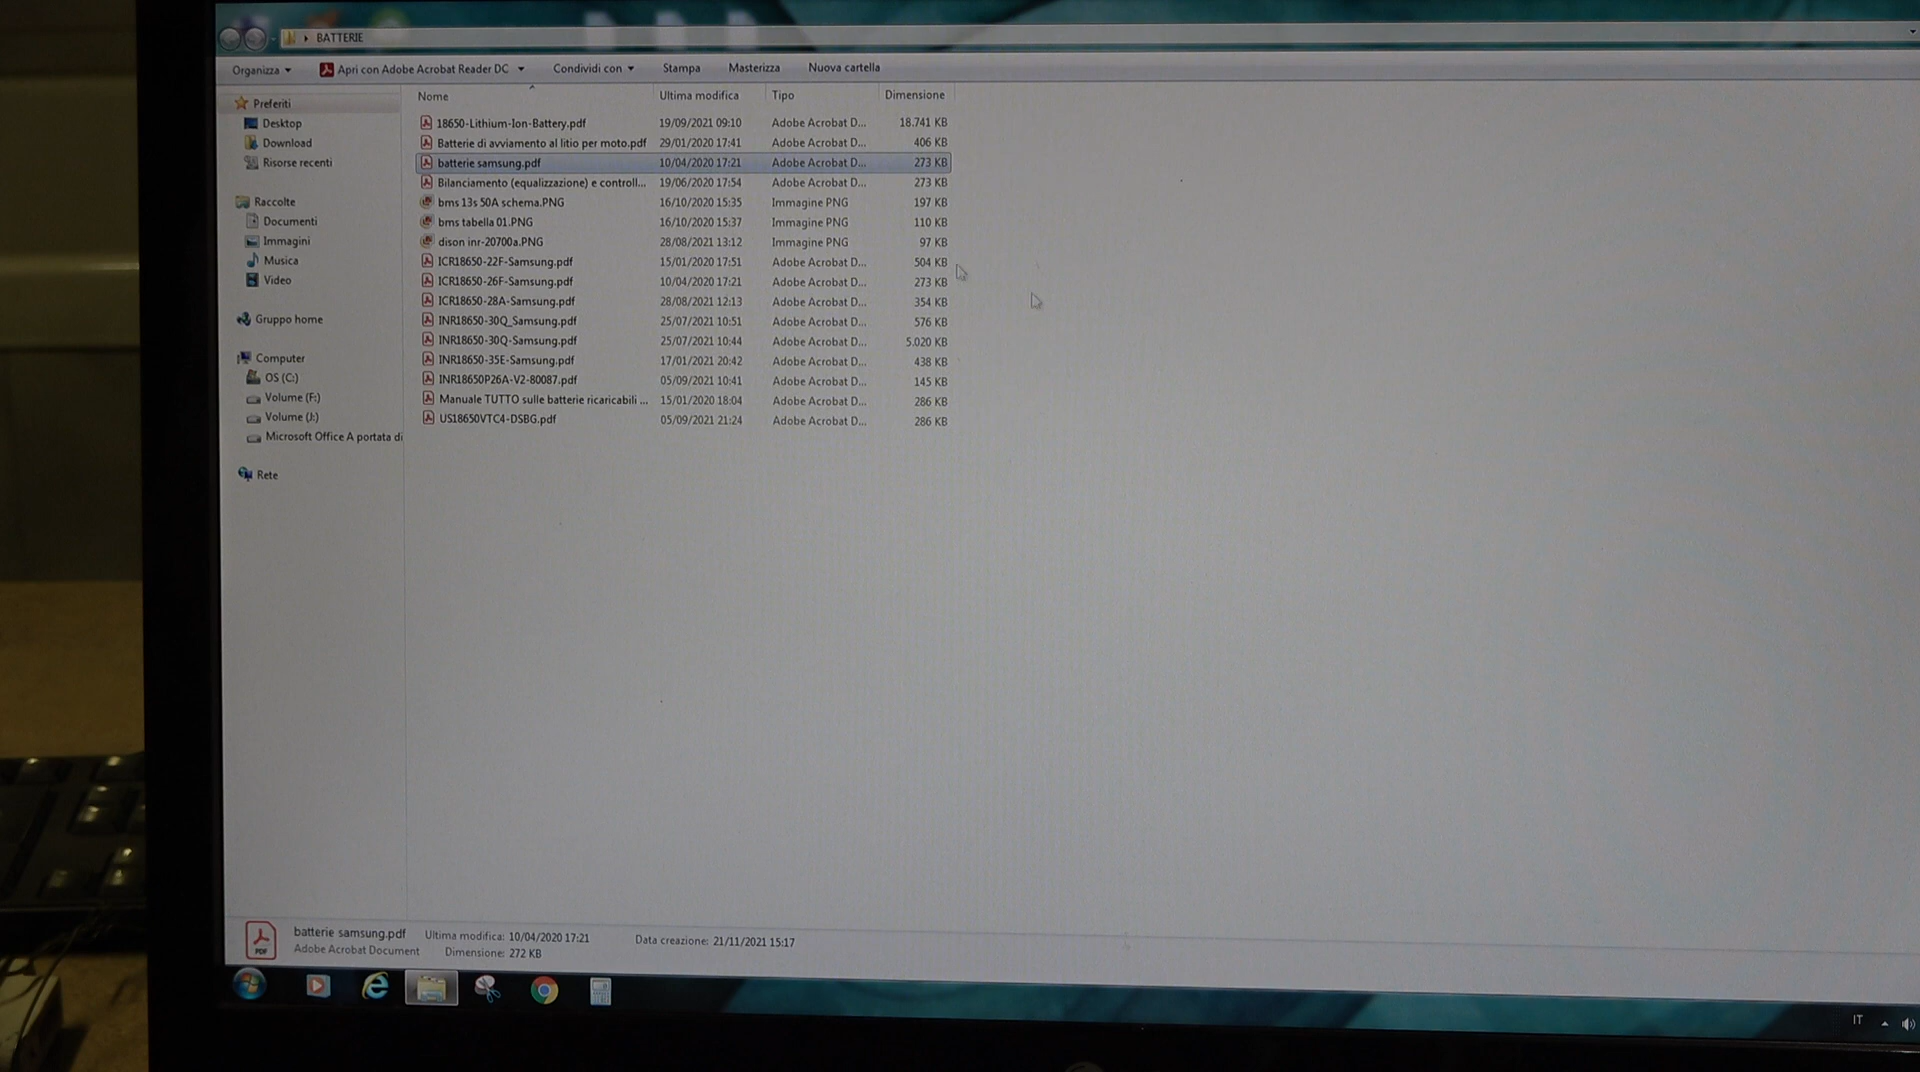 BATTERIE
Organizza Apri con Adobe Acrobat Reader DC Condividi con Stampa Masterizza Nuova cartella
Preferiti
Desktop
Download
Risorse recenti
Raccolte
Documenti
Immagini
Musica
Video
Gruppo home
Computer
OS (C:)
Volume (F:)
Volume (J:)
Microsoft Office A portata di
Rete
Nome Ultima modifica Tipo Dimensione
18650-Lithium-Ion-Battery.pdf 19/09/2021 09:10 Adobe Acrobat D... 18.741 KB
Batterie di avviamento al litio per moto.pdf 29/01/2020 17:41 Adobe Acrobat D... 406 KB
batterie samsung.pdf 10/04/2020 17:21 Adobe Acrobat D... 273 KB
Bilanciamento (equalizzazione) e controll... 19/06/2020 17:54 Adobe Acrobat D... 273 KB
bms 13s 50A schema.PNG 16/10/2020 15:35 Immagine PNG 197 KB
bms tabella 01.PNG 16/10/2020 15:37 Immagine PNG 110 KB
dison inr-20700a.PNG 28/08/2021 13:12 Immagine PNG 97 KB
ICR18650-22F-Samsung.pdf 15/01/2020 17:51 Adobe Acrobat D... 504 KB
ICR18650-26F-Samsung.pdf 10/04/2020 17:21 Adobe Acrobat D... 273 KB
ICR18650-28A-Samsung.pdf 28/08/2021 12:13 Adobe Acrobat D... 354 KB
INR18650-30Q_Samsung.pdf 25/07/2021 10:51 Adobe Acrobat D... 576 KB
INR18650-30Q-Samsung.pdf 25/07/2021 10:44 Adobe Acrobat D... 5.020 KB
INR18650-35E-Samsung.pdf 17/01/2021 20:42 Adobe Acrobat D... 438 KB
INR18650P26A-V2-80087.pdf 05/09/2021 10:41 Adobe Acrobat D... 145 KB
Manuale TUTTO sulle batterie ricaricabili ... 15/01/2020 18:04 Adobe Acrobat D... 286 KB
US18650VTC4-DSBG.pdf 05/09/2021 21:24 Adobe Acrobat D... 286 KB
batterie samsung.pdf Ultima modifica: 10/04/2020 17:21 Data creazione: 21/11/2021 15:17
Adobe Acrobat Document Dimensione: 272 KB
PDF
IT